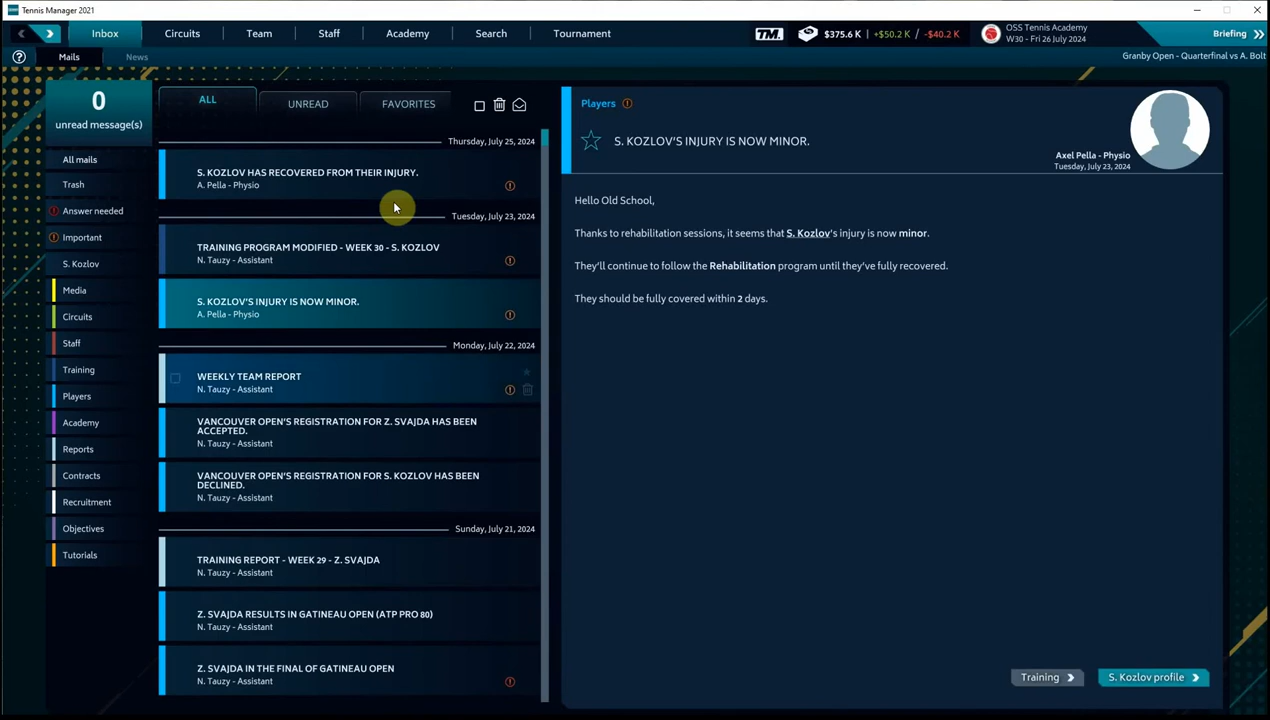 Tennis Manager 2021
Inbox
Circuits
Team
Staff
Academy
Search
Tournament
TM.
$375.6 K
+$50.2 K
-$40.2 K
OSS Tennis Academy
W30 - Fri 26 July 2024
Briefing
Mails
News
Granby Open - Quarterfinal vs A. Bolt
0
unread message(s)
All mails
Trash
Answer needed
Important
S. Kozlov
Media
Circuits
Staff
Training
Players
Academy
Reports
Contracts
Recruitment
Objectives
Tutorials
ALL
UNREAD
FAVORITES
Thursday, July 25, 2024
S. KOZLOV HAS RECOVERED FROM THEIR INJURY.
A. Pella - Physio
Tuesday, July 23, 2024
TRAINING PROGRAM MODIFIED - WEEK 30 - S. KOZLOV
N. Tauzy - Assistant
S. KOZLOV'S INJURY IS NOW MINOR.
A. Pella - Physio
Monday, July 22, 2024
WEEKLY TEAM REPORT
N. Tauzy - Assistant
VANCOUVER OPEN'S REGISTRATION FOR Z. SVAJDA HAS BEEN
ACCEPTED.
N. Tauzy - Assistant
VANCOUVER OPEN'S REGISTRATION FOR S. KOZLOV HAS BEEN
DECLINED.
N. Tauzy - Assistant
Sunday, July 21, 2024
TRAINING REPORT - WEEK 29 - Z. SVAJDA
N. Tauzy - Assistant
Z. SVAJDA RESULTS IN GATINEAU OPEN (ATP PRO 80)
N. Tauzy - Assistant
Z. SVAJDA IN THE FINAL OF GATINEAU OPEN
N. Tauzy - Assistant
Players
S. KOZLOV'S INJURY IS NOW MINOR.
Axel Pella - Physio
Tuesday, July 23, 2024
Hello Old School,
Thanks to rehabilitation sessions, it seems that S. Kozlov's injury is now minor.
They'll continue to follow the Rehabilitation program until they've fully recovered.
They should be fully covered within 2 days.
Training
S. Kozlov profile